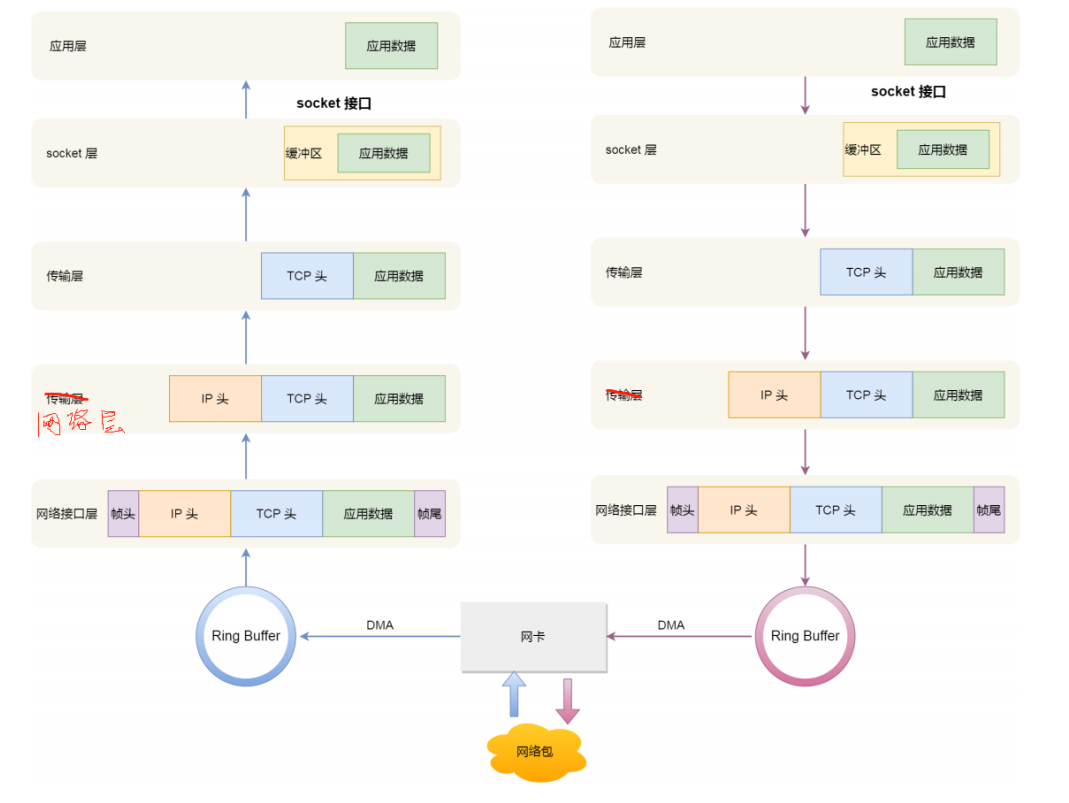 应用层 应用数据
socket 接口
socket 层 缓冲区 应用数据
传输层 TCP 头 应用数据
传输层 IP 头 TCP 头 应用数据
网络层
网络接口层 帧头 IP 头 TCP 头 应用数据 帧尾
Ring Buffer
DMA
网卡
网络包
应用层 应用数据
socket 接口
socket 层 缓冲区 应用数据
传输层 TCP 头 应用数据
传输层 IP 头 TCP 头 应用数据
网络接口层 帧头 IP 头 TCP 头 应用数据 帧尾
DMA
Ring Buffer